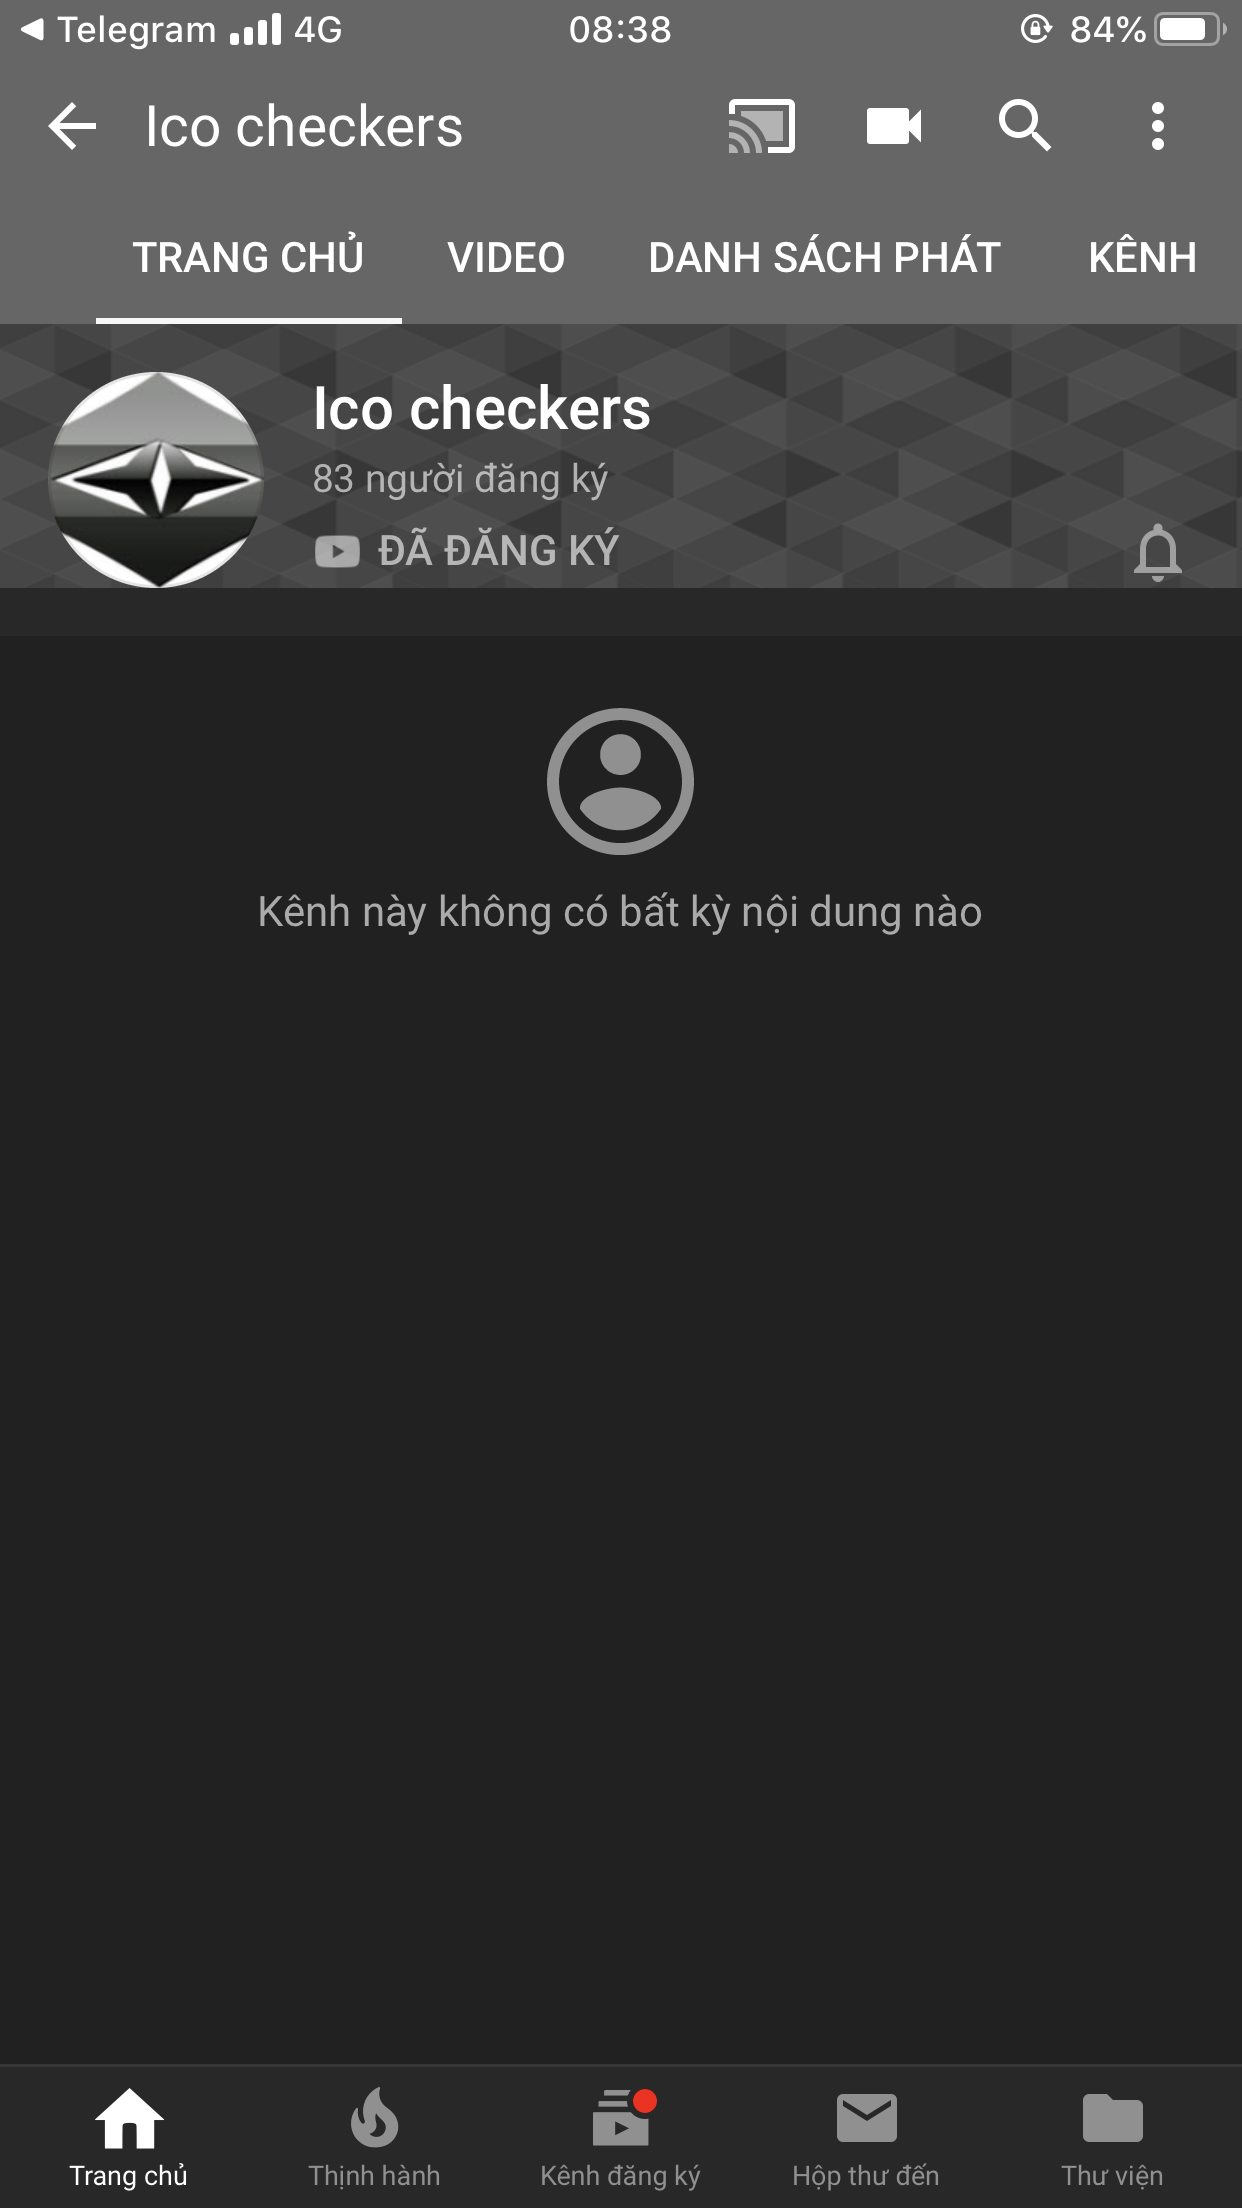 Telegram 4G 08:38 84%
Ico checkers
TRANG CHỦ VIDEO DANH SÁCH PHÁT KÊNH
Ico checkers
83 người đăng ký
ĐÃ ĐĂNG KÝ
Kênh này không có bất kỳ nội dung nào
Trang chủ Thịnh hành Kênh đăng ký Hộp thư đến Thư viện